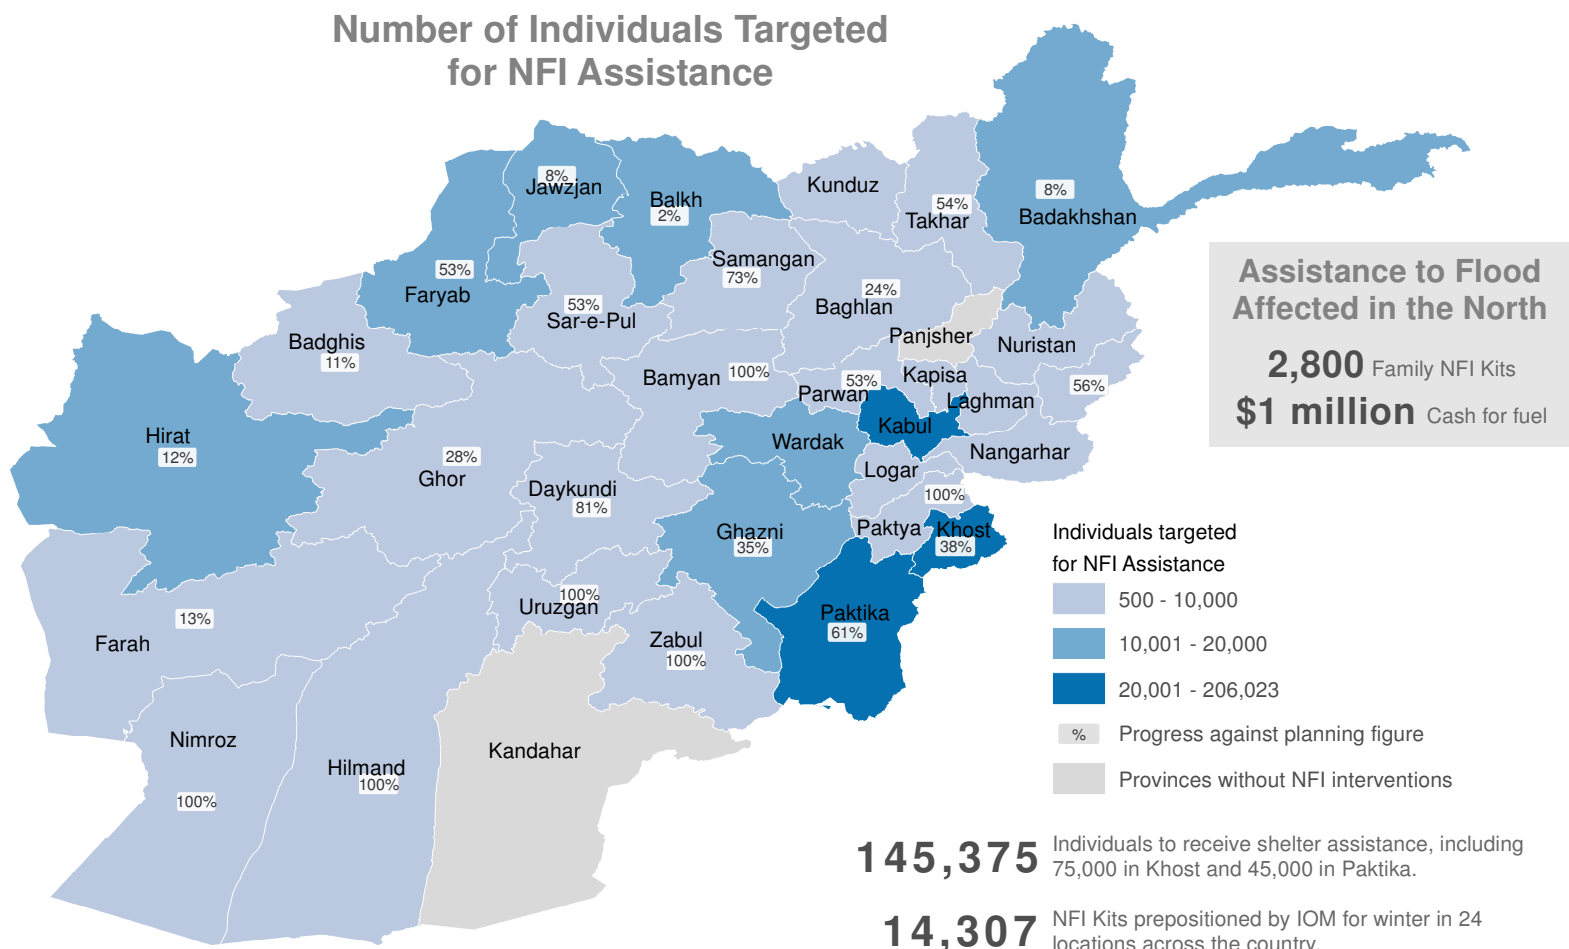 Number of Individuals Targeted
for NFI Assistance
8%
Jawzjan
Balkh
2%
Kunduz
54%
Takhar
8%
Badakhshan
53%
Faryab
Samangan
73%
53%
Sar-e-Pul
24%
Baghlan
Panjsher
Nuristan
Badghis
11%
Bamyan 100%
53%
Parwan
Kapisa
56%
Laghman
Hirat
12%
Kabul
Wardak
Nangarhar
28%
Ghor
Logar
Daykundi
81%
100%
Ghazni
35%
Paktya
Khost
38%
100%
Uruzgan
Paktika
61%
13%
Farah
Zabul
100%
Nimroz
100%
Hilmand
100%
Kandahar
Assistance to Flood
Affected in the North
2,800 Family NFI Kits
$1 million Cash for fuel
Individuals targeted
for NFI Assistance
500 - 10,000
10,001 - 20,000
20,001 - 206,023
% Progress against planning figure
Provinces without NFI interventions
145,375 Individuals to receive shelter assistance, including
75,000 in Khost and 45,000 in Paktika.
14,307 NFI Kits prepositioned by IOM for winter in 24
locations across the country.